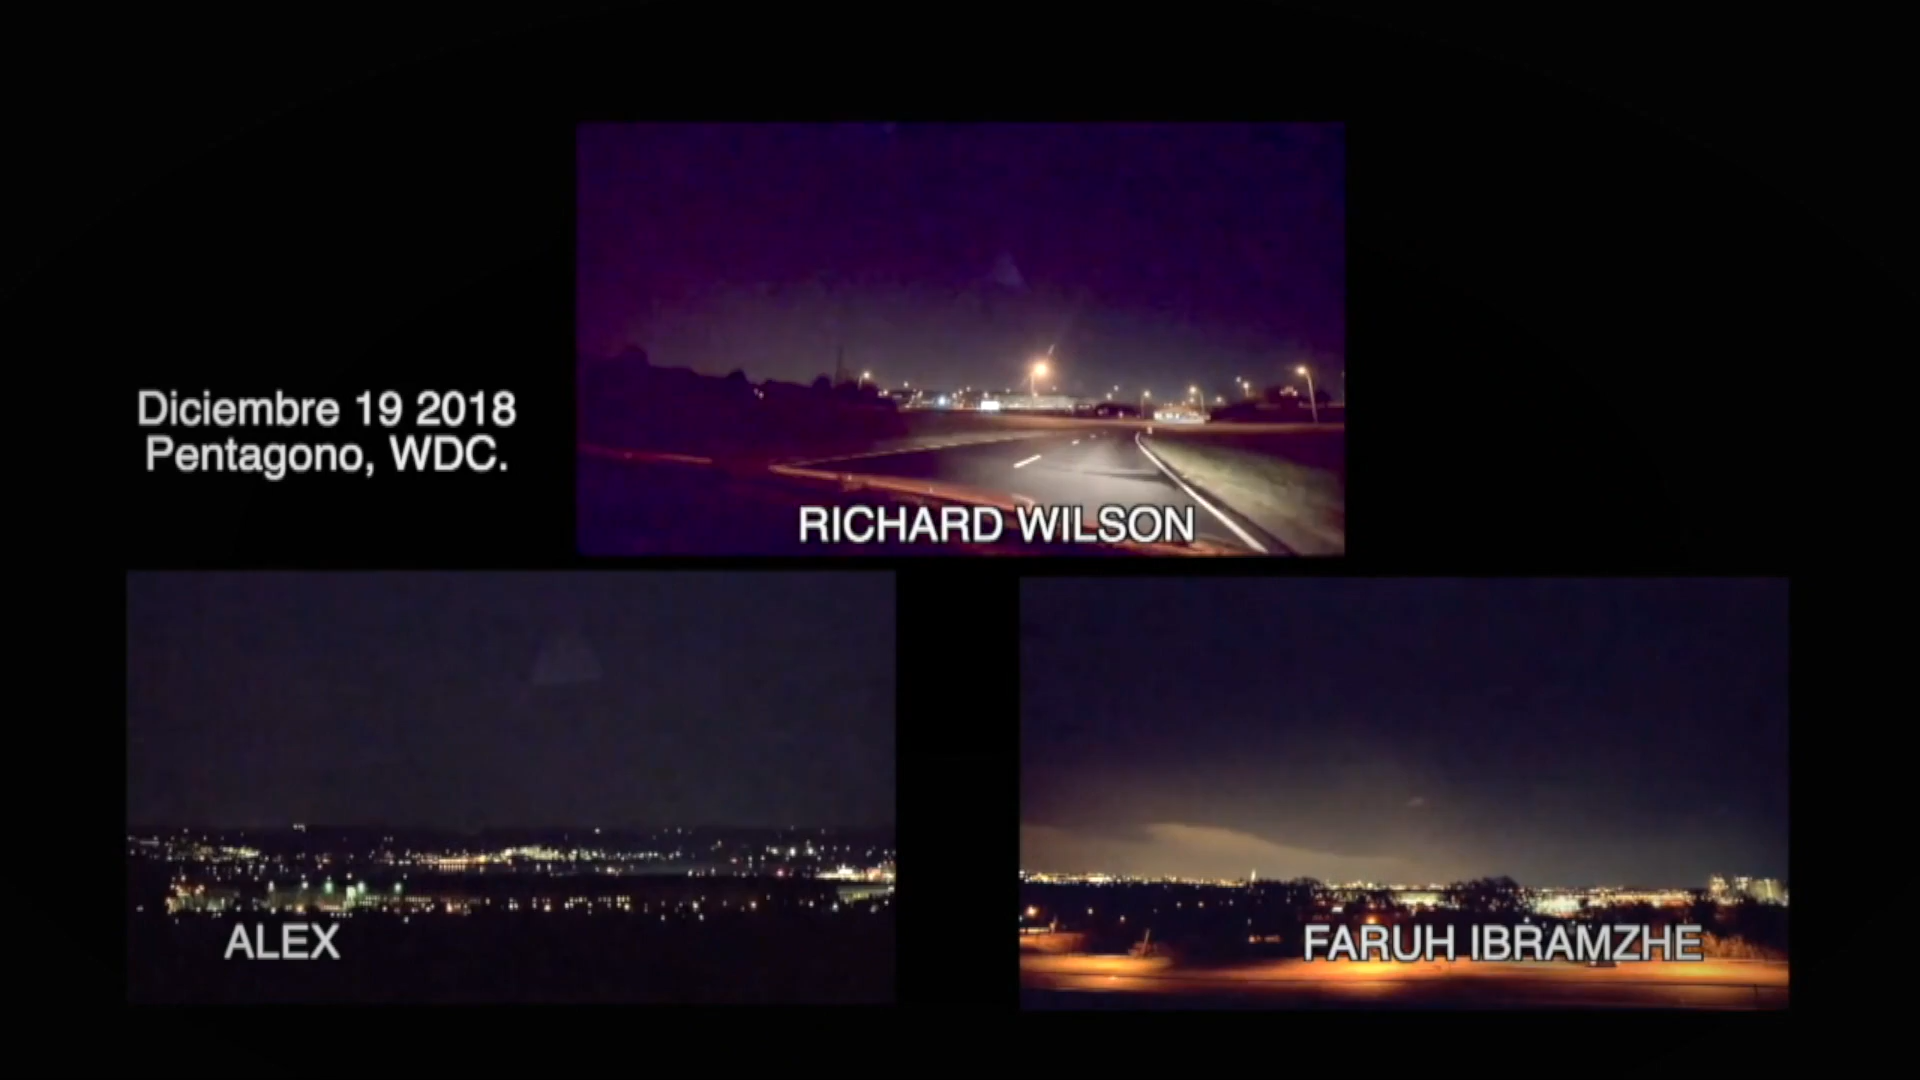 Diciembre 19 2018
Pentagono, WDC.
RICHARD WILSON
ALEX
FARUH IBRAMZHE